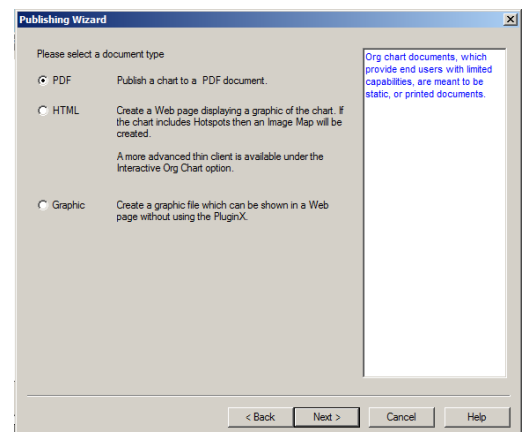 Publishing Wizard
Please select a document type
PDF
Publish a chart to a PDF document.
HTML
Create a Web page displaying a graphic of the chart. If
the chart includes Hotspots then an Image Map will be
created.
A more advanced thin client is available under the
Interactive Org Chart option.
Graphic
Create a graphic file which can be shown in a Web
page without using the PluginX.
Org chart documents, which
provide end users with limited
capabilities, are meant to be
static, or printed documents.
< Back
Next >
Cancel
Help